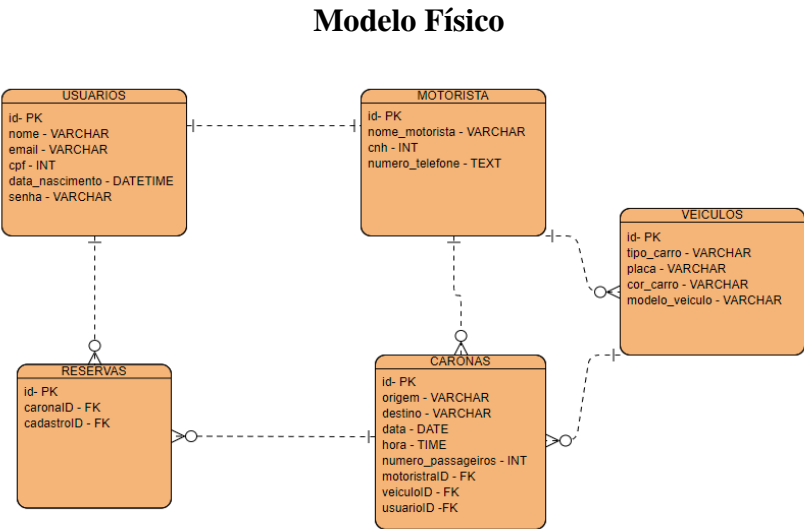 Modelo Físico
USUARIOS
id- PK
nome - VARCHAR
email - VARCHAR
cpf - INT
data_nascimento - DATETIME
senha - VARCHAR
MOTORISTA
id- PK
nome_motorista - VARCHAR
cnh - INT
numero_telefone - TEXT
VEICULOS
id- PK
tipo_carro - VARCHAR
placa - VARCHAR
cor_carro - VARCHAR
modelo_veiculo - VARCHAR
RESERVAS
id- PK
caronaID - FK
cadastroID - FK
CARONAS
id- PK
origem - VARCHAR
destino - VARCHAR
data - DATE
hora - TIME
numero_passageiros - INT
motoristraID - FK
veiculoID - FK
usuarioID -FK